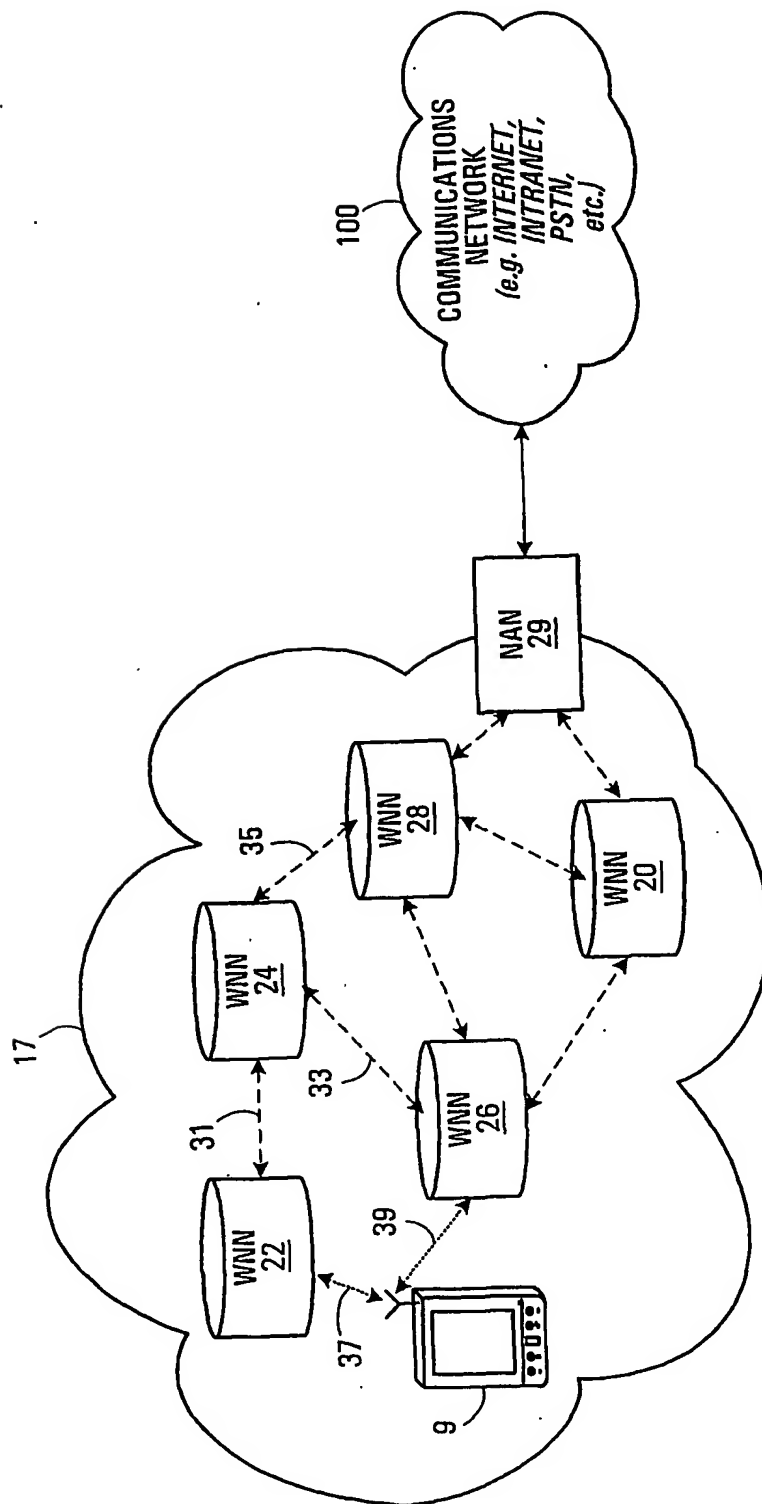 17
100
COMMUNICATIONS
NETWORK
(e.g. INTERNET,
INTRANET,
PSTN,
etc.)
WNN
22
31
WNN
24
35
37
39
33
WNN
28
NAN
29
WNN
26
WNN
20
9